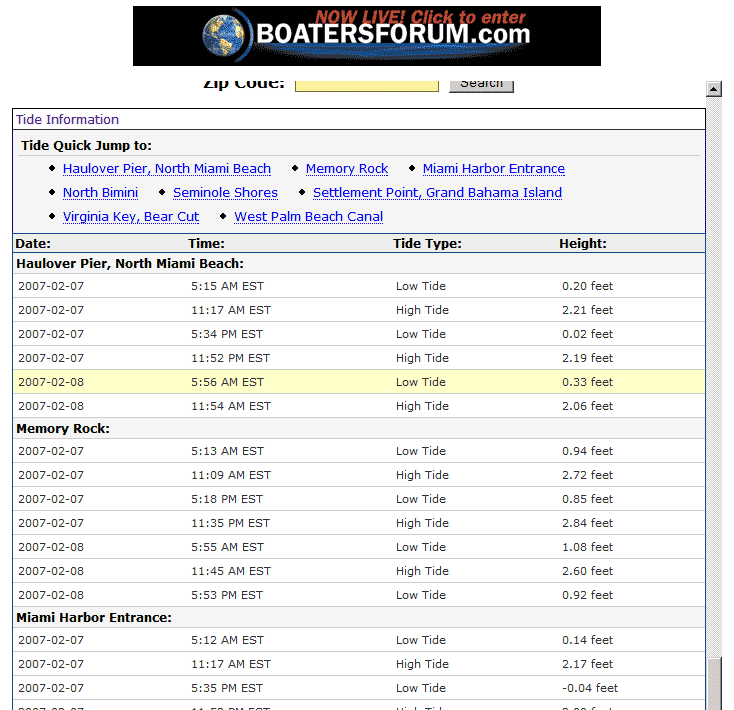 NOW LIVE! Click to enter
BOATERSFORUM.com
Zip Code: Search
Tide Information
Tide Quick Jump to:
Haulover Pier, North Miami Beach Memory Rock Miami Harbor Entrance
North Bimini Seminole Shores Settlement Point, Grand Bahama Island
Virginia Key, Bear Cut West Palm Beach Canal
Date: Time: Tide Type: Height:
Haulover Pier, North Miami Beach:
2007-02-07 5:15 AM EST Low Tide 0.20 feet
2007-02-07 11:17 AM EST High Tide 2.21 feet
2007-02-07 5:34 PM EST Low Tide 0.02 feet
2007-02-07 11:52 PM EST High Tide 2.19 feet
2007-02-08 5:56 AM EST Low Tide 0.33 feet
2007-02-08 11:54 AM EST High Tide 2.06 feet
Memory Rock:
2007-02-07 5:13 AM EST Low Tide 0.94 feet
2007-02-07 11:09 AM EST High Tide 2.72 feet
2007-02-07 5:18 PM EST Low Tide 0.85 feet
2007-02-07 11:35 PM EST High Tide 2.84 feet
2007-02-08 5:55 AM EST Low Tide 1.08 feet
2007-02-08 11:45 AM EST High Tide 2.60 feet
2007-02-08 5:53 PM EST Low Tide 0.92 feet
Miami Harbor Entrance:
2007-02-07 5:12 AM EST Low Tide 0.14 feet
2007-02-07 11:17 AM EST High Tide 2.17 feet
2007-02-07 5:35 PM EST Low Tide -0.04 feet